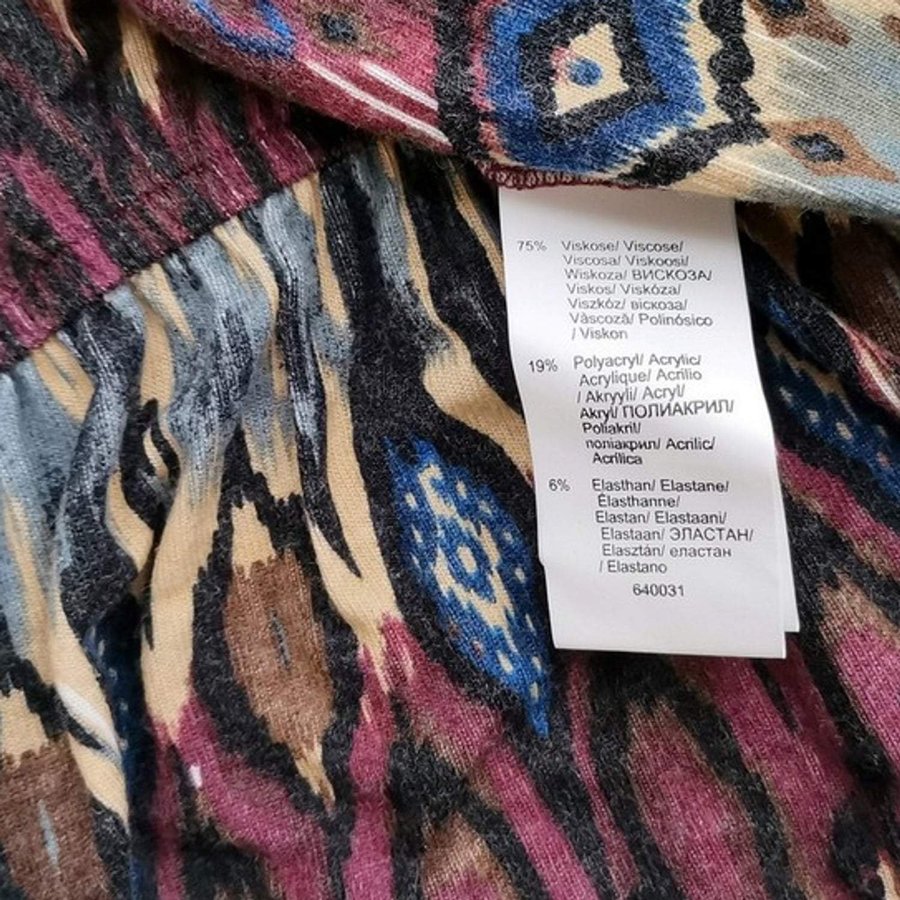 75% Viskose/ Viscose/
Viscosa/ Viskoosi/
Wiskoza/ ВИСКОЗА/
Viskos/ Viskóza/
Viszkóz/ віскоза/
Vâscoză/ Polinósico
/ Viskon
19% Polyacryl/ Acrylic/
Acrylique/ Acrilio
/ Akryyli/ Acryl/
Akryl/ ПОЛИАКРИЛ/
Poliakril/
поліакрил/ Acrilic/
Acrílica
6% Elasthan/ Elastane/
Élasthanne/
Elastan/ Elastaani/
Elastaan/ ЭЛАСТАН/
Elasztán/ еластан
/ Elastano
640031